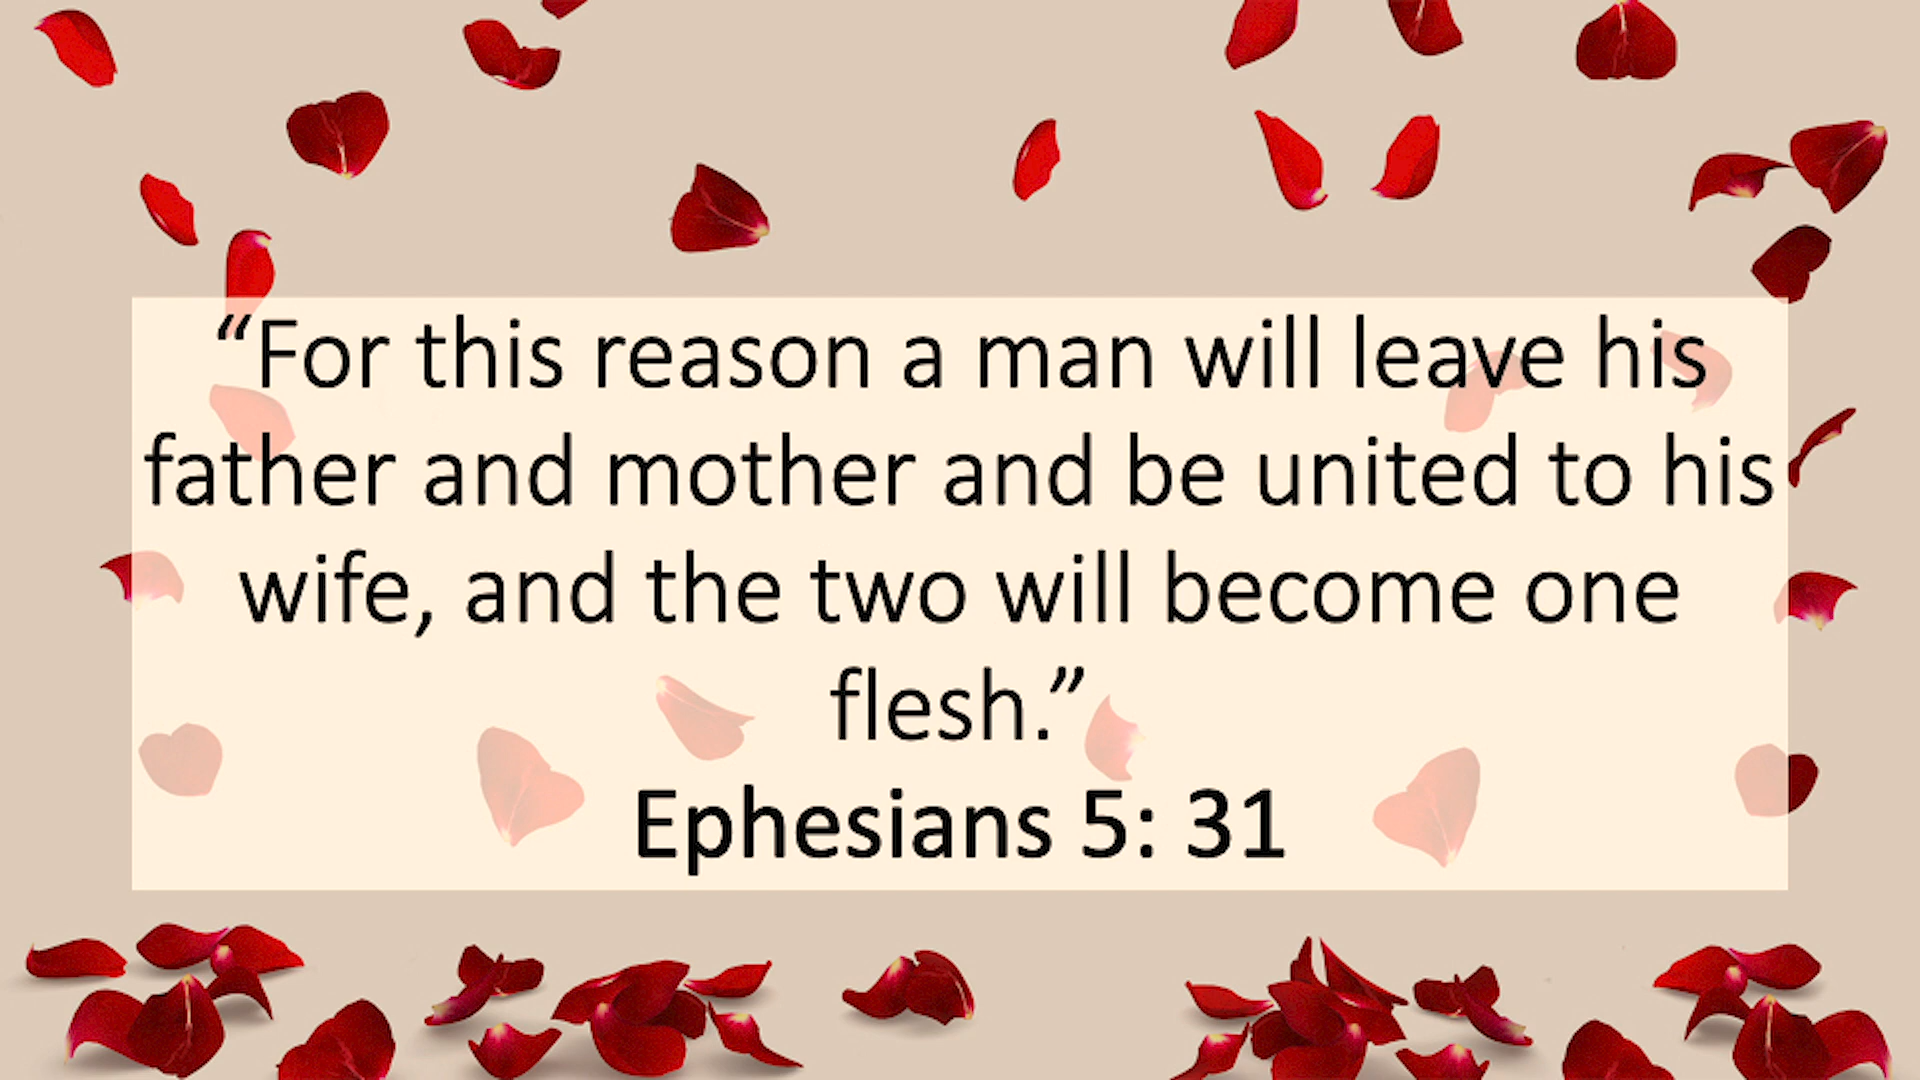 “For this reason a man will leave his
father and mother and be united to his
wife, and the two will become one
flesh.”
Ephesians 5: 31